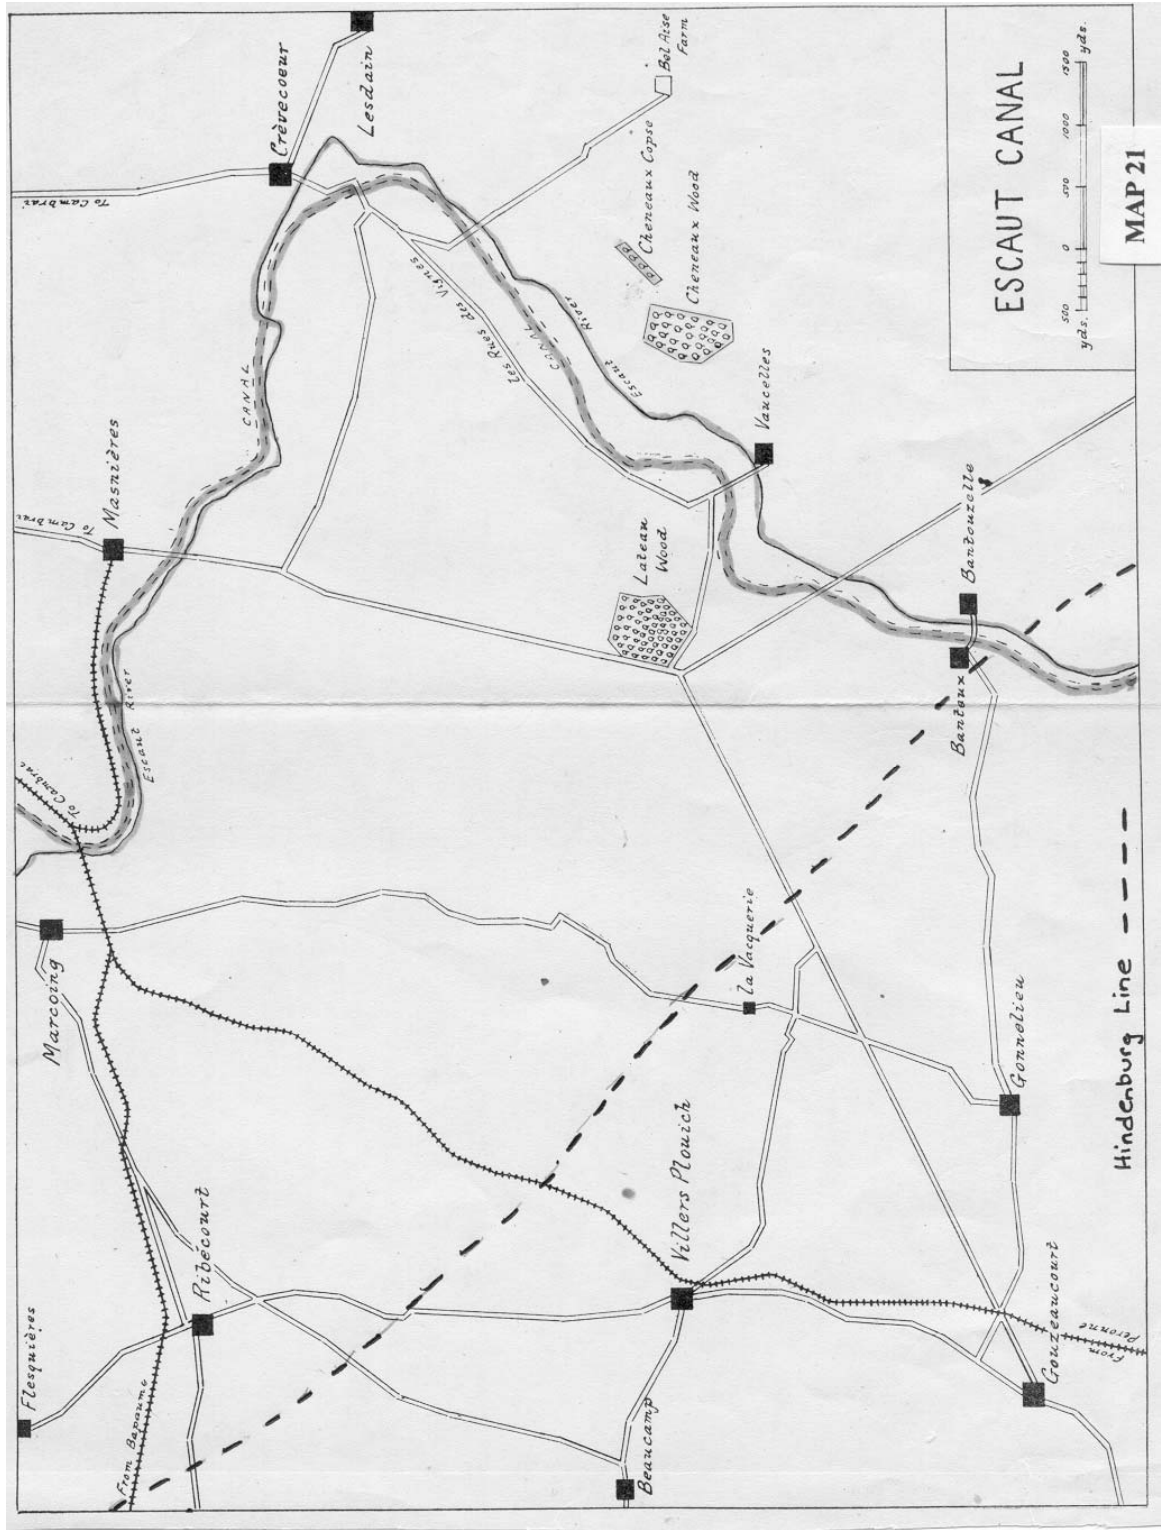 Flesquières
From Bapaume
Ribécourt
Marcoing
To Cambrai
Escaut River
To Cambrai
Masnières
CANAL
To Cambrai
Crèvecoeur
Lesdain
Les Rues des Vignes
CANAL
Escaut River
Bel Aise
Farm
Cheneaux Copse
Cheneaux Wood
Lateau
Wood
Vaucelles
Beaucamp
Villers Plouich
la Vacquerie
Bantoux
Bantouzelle
Gonnelieu
Gouzeaucourt
From
Peronne
Hindenburg Line
ESCAUT CANAL
500 0 500 1000 1500
yds. yds.
MAP 21